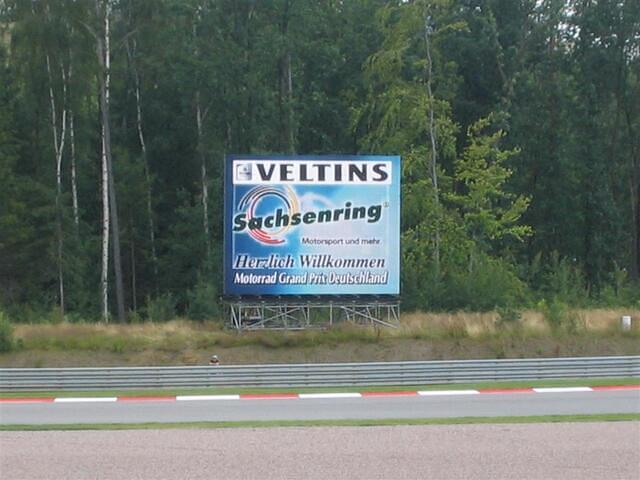 VELTINS
Sachsenring®
Motorsport und mehr.
Herzlich Willkommen
Motorrad Grand Prix Deutschland